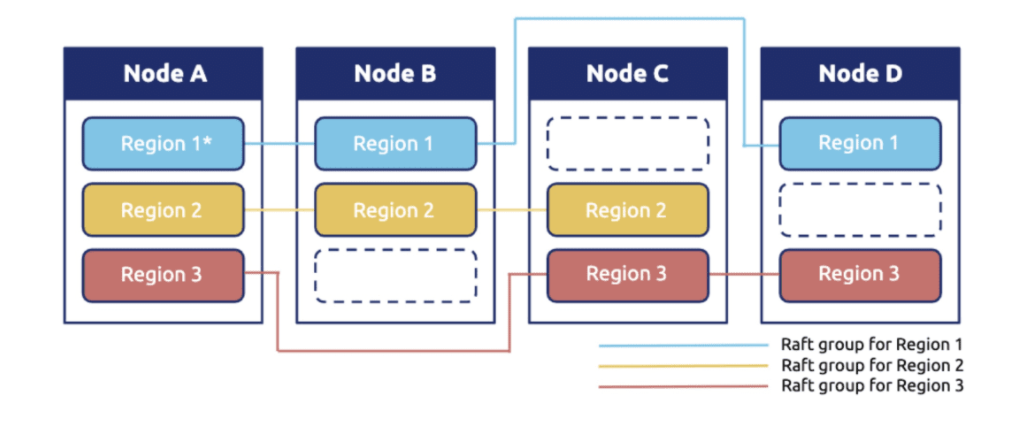 Node A
Node B
Node C
Node D
Region 1*
Region 1
Region 1
Region 2
Region 2
Region 2
Region 3
Region 3
Region 3
Raft group for Region 1
Raft group for Region 2
Raft group for Region 3